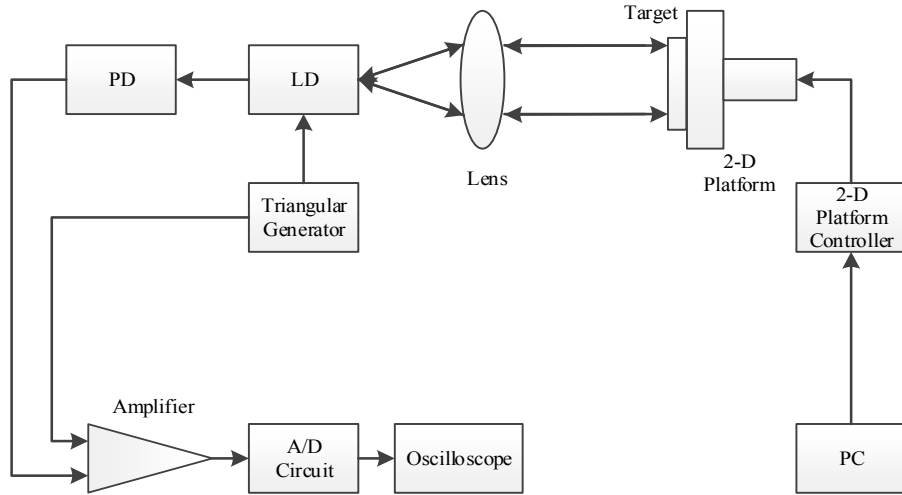 Target
PD
LD
Lens
2-D
Platform
Triangular
Generator
2-D
Platform
Controller
Amplifier
A/D
Circuit
Oscilloscope
PC